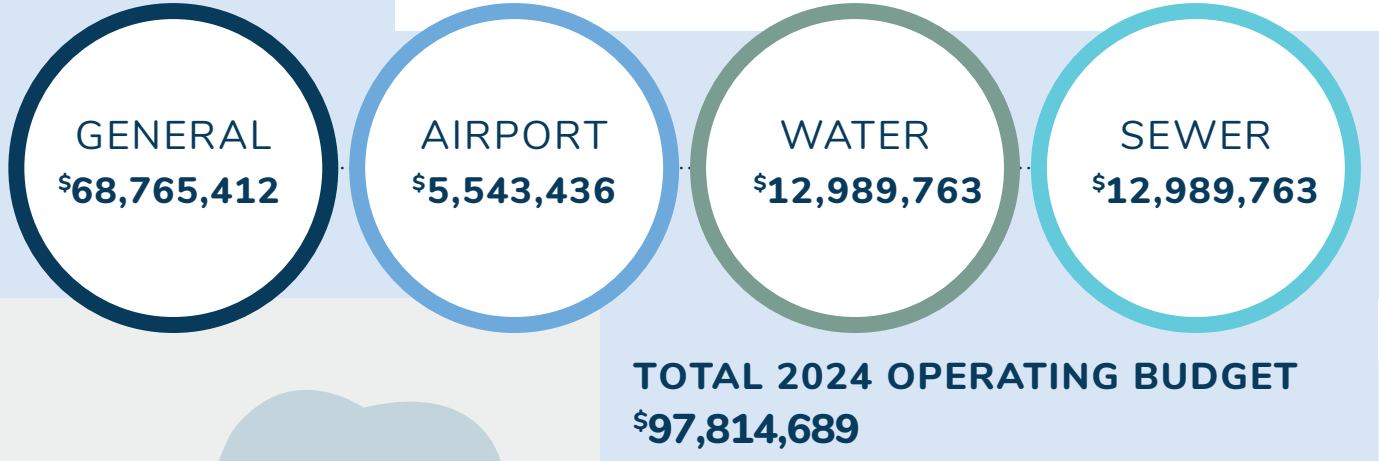 GENERAL
$68,765,412
AIRPORT
$5,543,436
WATER
$12,989,763
SEWER
$12,989,763
TOTAL 2024 OPERATING BUDGET
$97,814,689